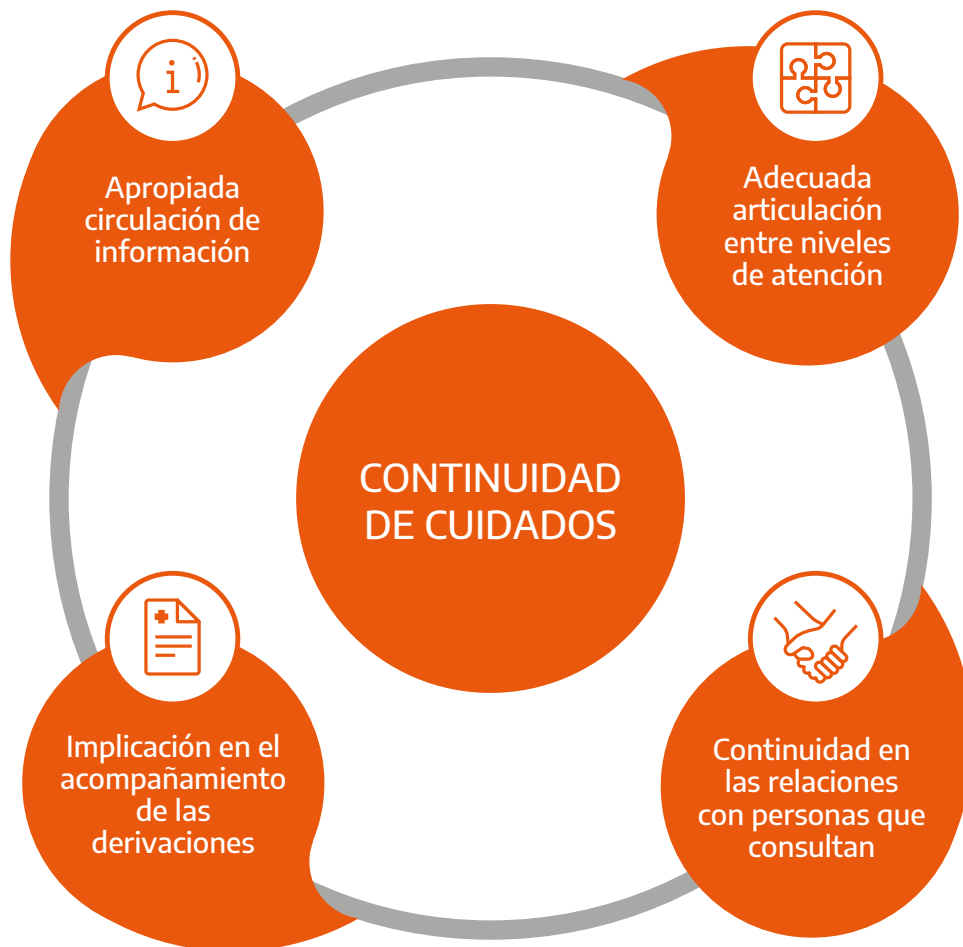 Apropiada
circulación de
información
Adecuada
articulación
entre niveles
de atención
CONTINUIDAD
DE CUIDADOS
Implicación en el
acompañamiento
de las
derivaciones
Continuidad en
las relaciones
con personas que
consultan